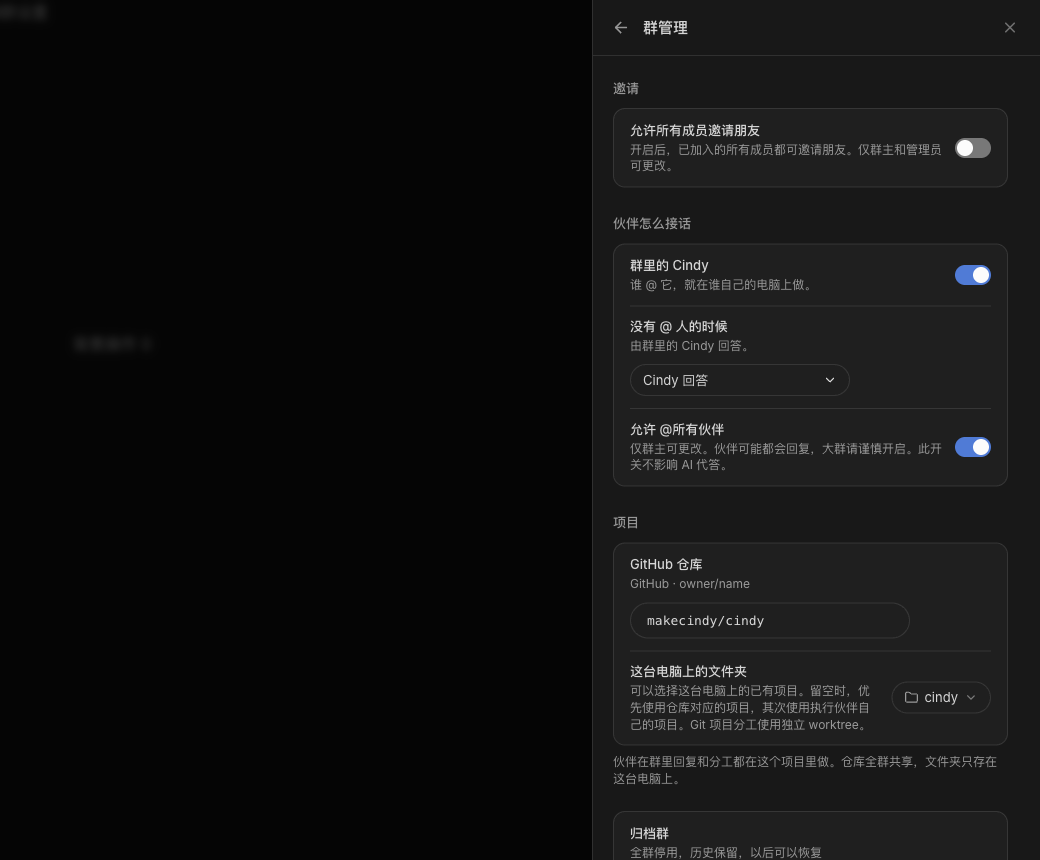 群管理
邀请
允许所有成员邀请朋友
开启后，已加入的所有成员都可邀请朋友。仅群主和管理员
可更改。
伙伴怎么接话
群里的 Cindy
谁 @ 它，就在谁自己的电脑上做。
没有 @ 人的时候
由群里的 Cindy 回答。
Cindy 回答
允许 @所有伙伴
仅群主可更改。伙伴可能都会回复，大群请谨慎开启。此开
关不影响 AI 代答。
项目
GitHub 仓库
GitHub · owner/name
makecindy/cindy
这台电脑上的文件夹
可以选择这台电脑上的已有项目。留空时，优
先使用仓库对应的项目，其次使用执行伙伴自
己的项目。Git 项目分工使用独立 worktree。
cindy
伙伴在群里回复和分工都在这个项目里做。仓库全群共享，文件夹只存在
这台电脑上。
归档群
全群停用，历史保留，以后可以恢复